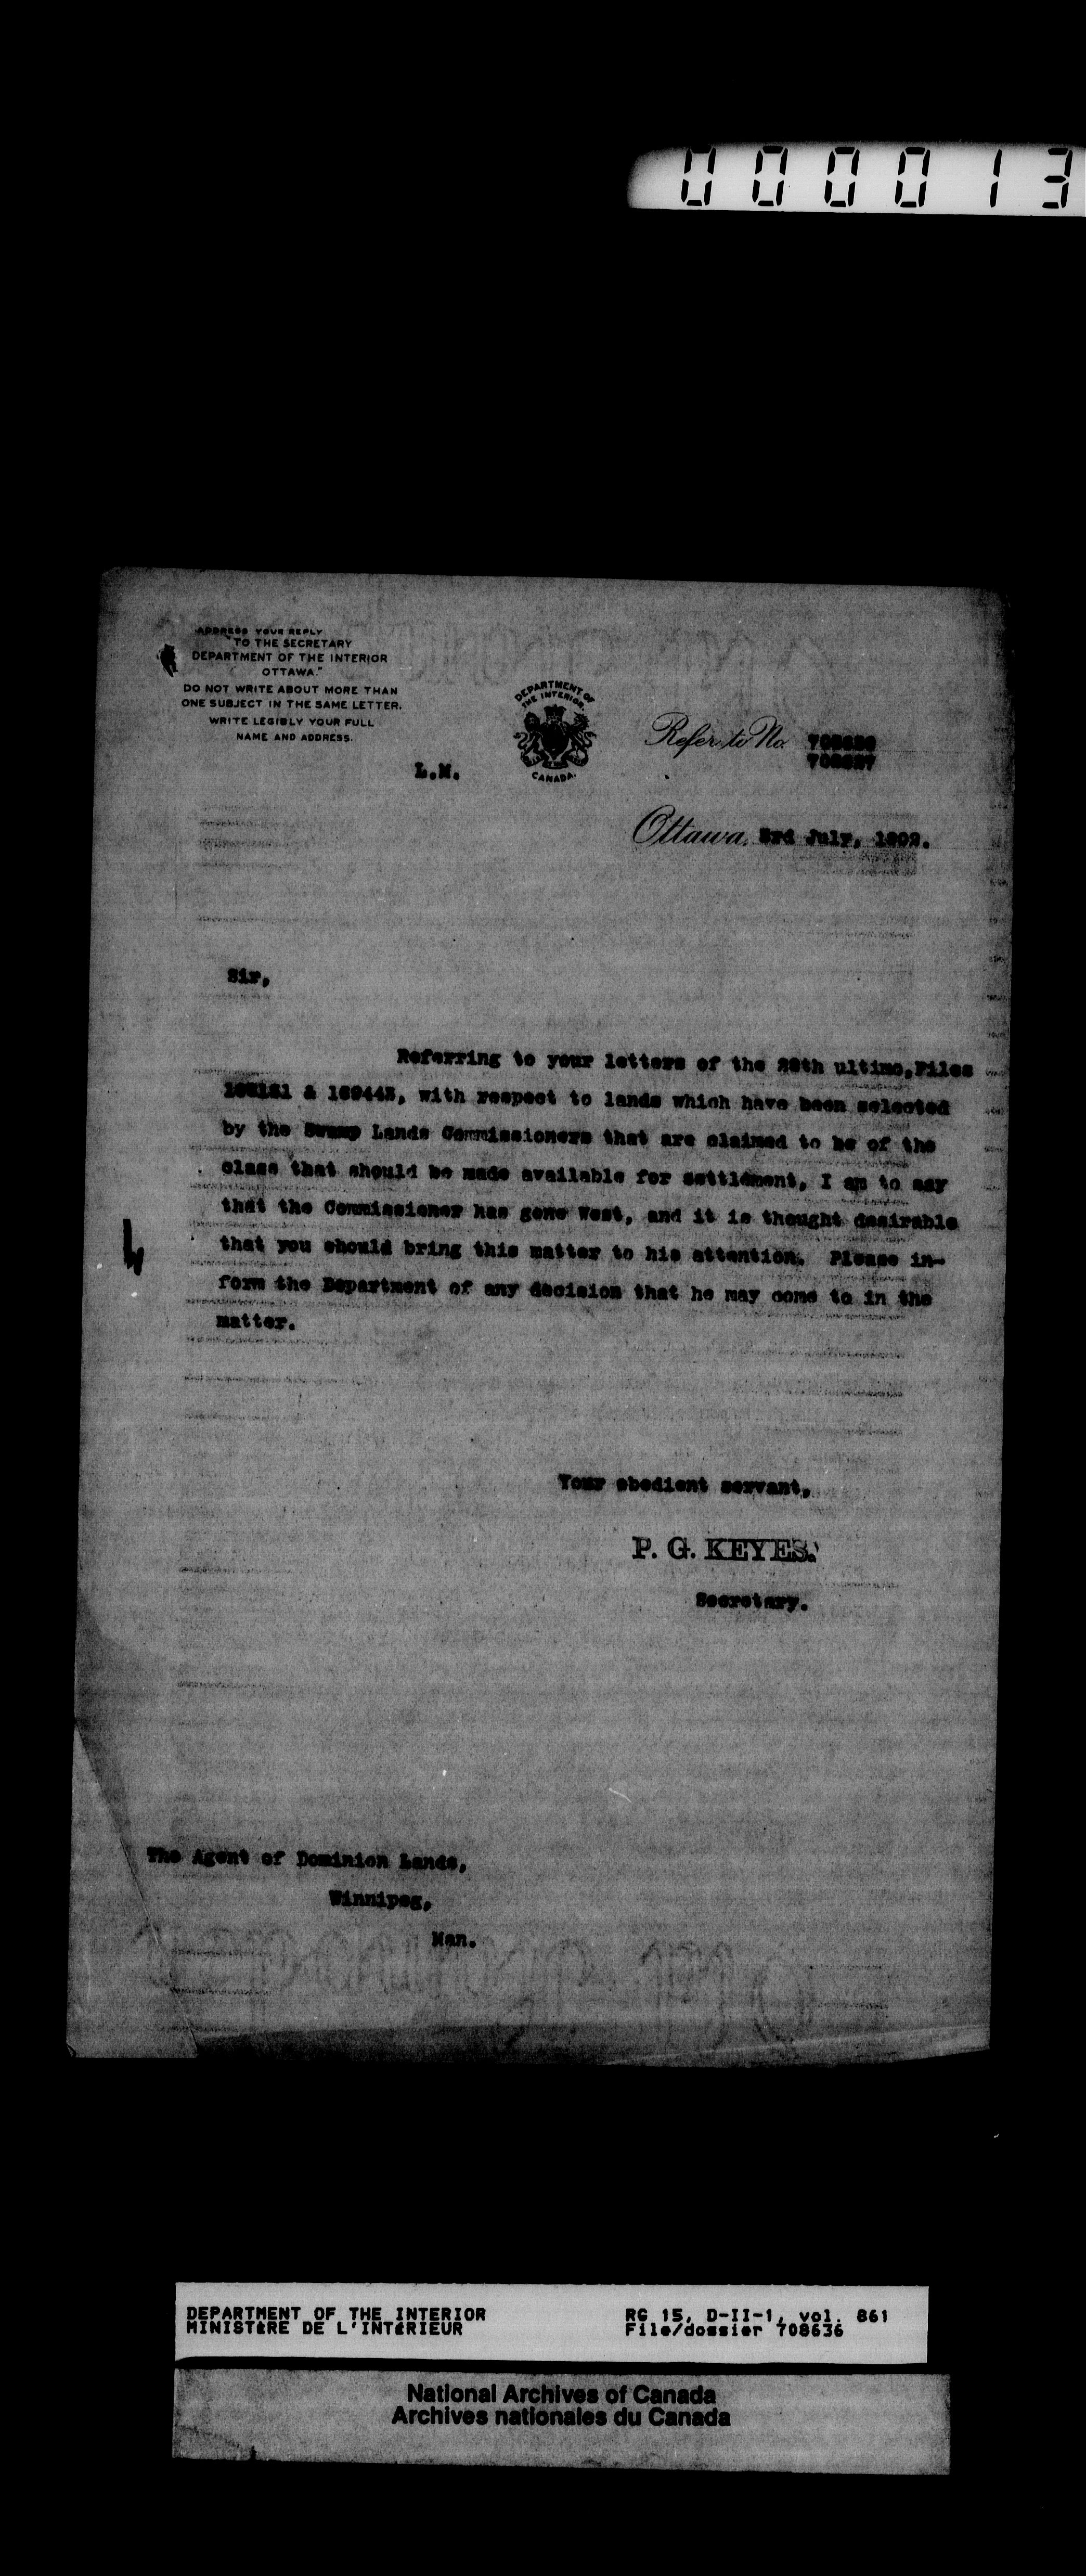 000013
ADDRESS YOUR REPLY
"TO THE SECRETARY
DEPARTMENT OF THE INTERIOR
OTTAWA."
DO NOT WRITE ABOUT MORE THAN
ONE SUBJECT IN THE SAME LETTER.
WRITE LEGIBLY YOUR FULL
NAME AND ADDRESS.
DEPARTMENT OF
THE INTERIOR.
CANADA.
Refer to No.
L.M.
Ottawa, 3rd July, 1902.
Sir,
Referring to your letters of the 28th ultimo, Files
& 169443, with respect to lands which have been selected
by the Swamp Lands Commissioners that are claimed to be of the
class that should be made available for settlement, I am to say
that the Commissioner has gone West, and it is thought desirable
that you should bring this matter to his attention. Please in-
form the Department of any decision that he may come to in the
matter.
Your obedient servant,
P. G. KEYES.
Secretary.
The Agent of Dominion Lands,
Winnipeg,
Man.
DEPARTMENT OF THE INTERIOR
MINISTÈRE DE L'INTÉRIEUR
RG 15, D-II-1, vol. 861
File/dossier 708636
National Archives of Canada
Archives nationales du Canada